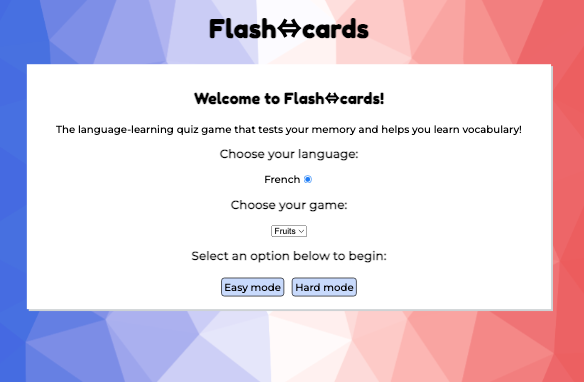 Flash⇔cards
Welcome to Flash⇔cards!
The language-learning quiz game that tests your memory and helps you learn vocabulary!
Choose your language:
French
Choose your game:
Fruits
Select an option below to begin:
Easy mode Hard mode